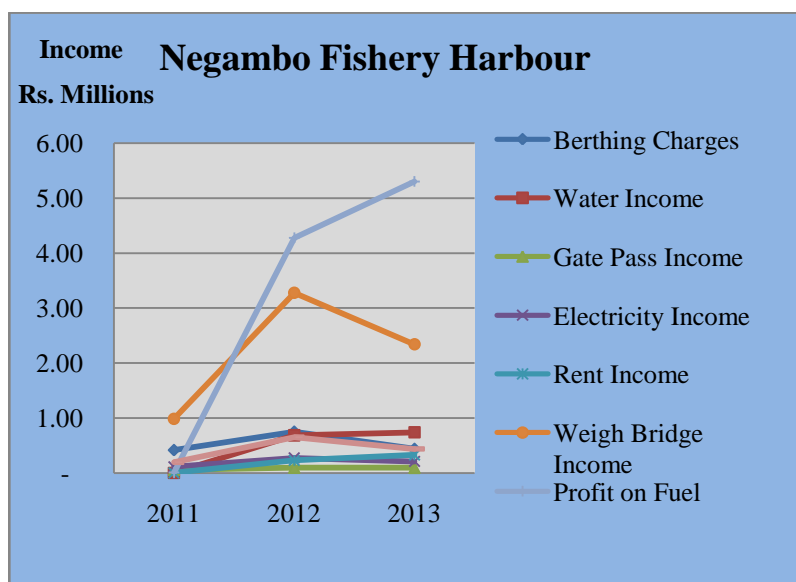 Income
Rs. Millions
Negambo Fishery Harbour
6.00
5.00
4.00
3.00
2.00
1.00
-
2011 2012 2013
Berthing Charges
Water Income
Gate Pass Income
Electricity Income
Rent Income
Weigh Bridge
Income
Profit on Fuel